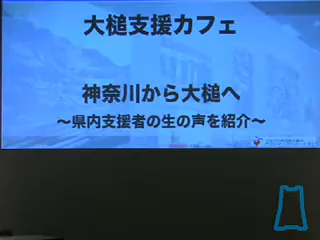 大槌支援カフェ
神奈川から大槌へ
～県内支援者の生の声を紹介～